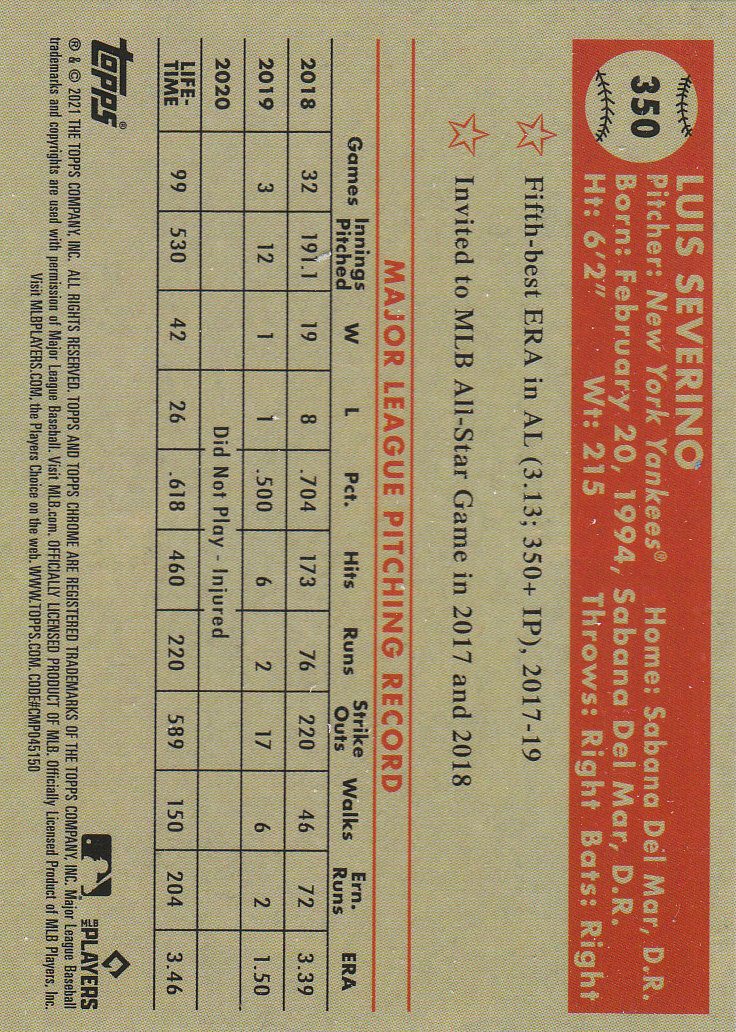 350
LUIS SEVERINO
Pitcher: New York Yankees® Home: Sabana Del Mar, D.R.
Born: February 20, 1994, Sabana Del Mar, D.R.
Ht: 6'2" Wt: 215 Throws: Right Bats: Right
Fifth-best ERA in AL (3.13; 350+ IP), 2017-19
Invited to MLB All-Star Game in 2017 and 2018
MAJOR LEAGUE PITCHING RECORD
Games Innings Pitched W L Pct. Hits Runs Strike Outs Walks Ern. Runs ERA
2018 32 191.1 19 8 .704 173 76 220 46 72 3.39
2019 3 12 1 1 .500 6 2 17 6 2 1.50
2020 Did Not Play - Injured
LIFE-TIME 99 530 42 26 .618 460 220 589 150 204 3.46
topps®
MLB PLAYERS
® & © 2021 THE TOPPS COMPANY, INC. ALL RIGHTS RESERVED. TOPPS AND TOPPS CHROME ARE REGISTERED TRADEMARKS OF THE TOPPS COMPANY, INC. Major League Baseball
trademarks and copyrights are used with permission of Major League Baseball. Visit MLB.com. OFFICIALLY LICENSED PRODUCT OF MLB. Officially Licensed Product of MLB Players, Inc.
Visit MLBPLAYERS.COM, the Players Choice on the web. WWW.TOPPS.COM. CODE#CMP045150